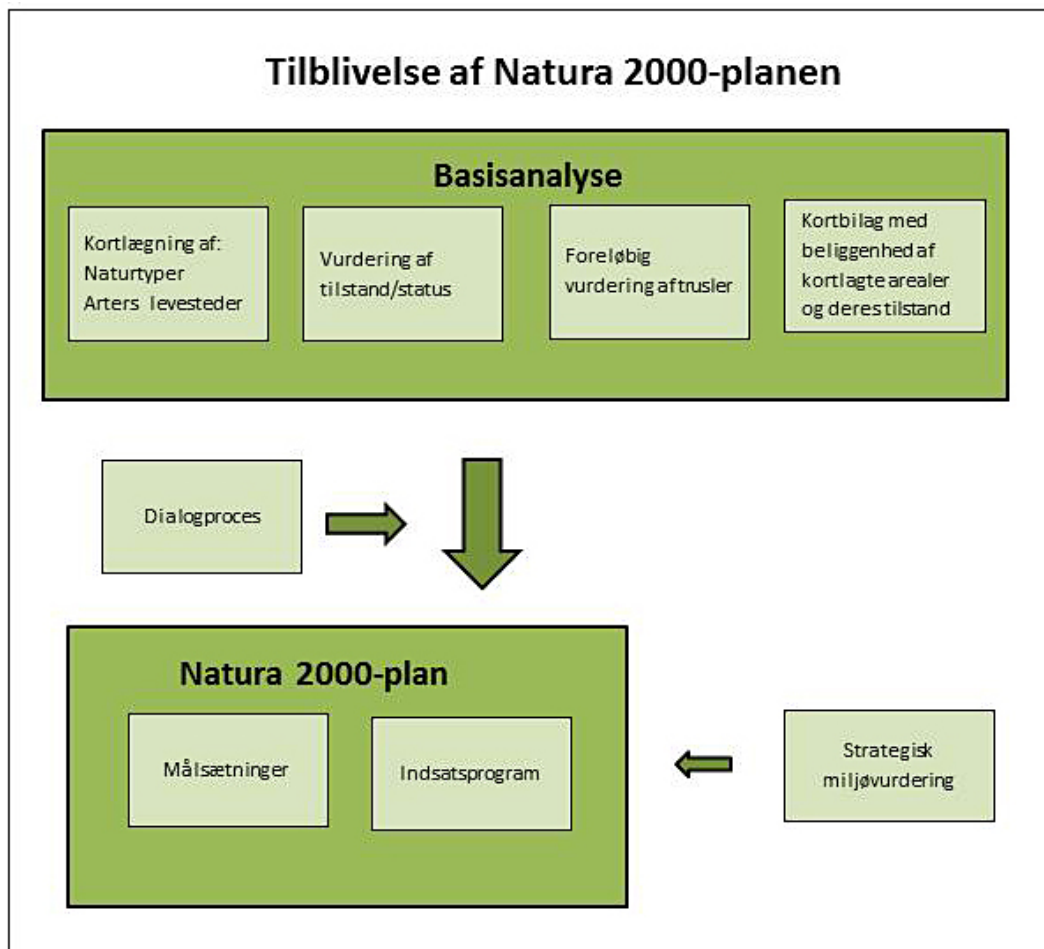 Tilblivelse af Natura 2000-planen
Basisanalyse
Kortlægning af:
Naturtyper
Arters levesteder
Vurdering af
tilstand/status
Foreløbig
vurdering af trusler
Kortbilag med
beliggenhed af
kortlagte arealer
og deres tilstand
Dialogproces
Natura 2000-plan
Målsætninger
Indsatsprogram
Strategisk
miljøvurdering